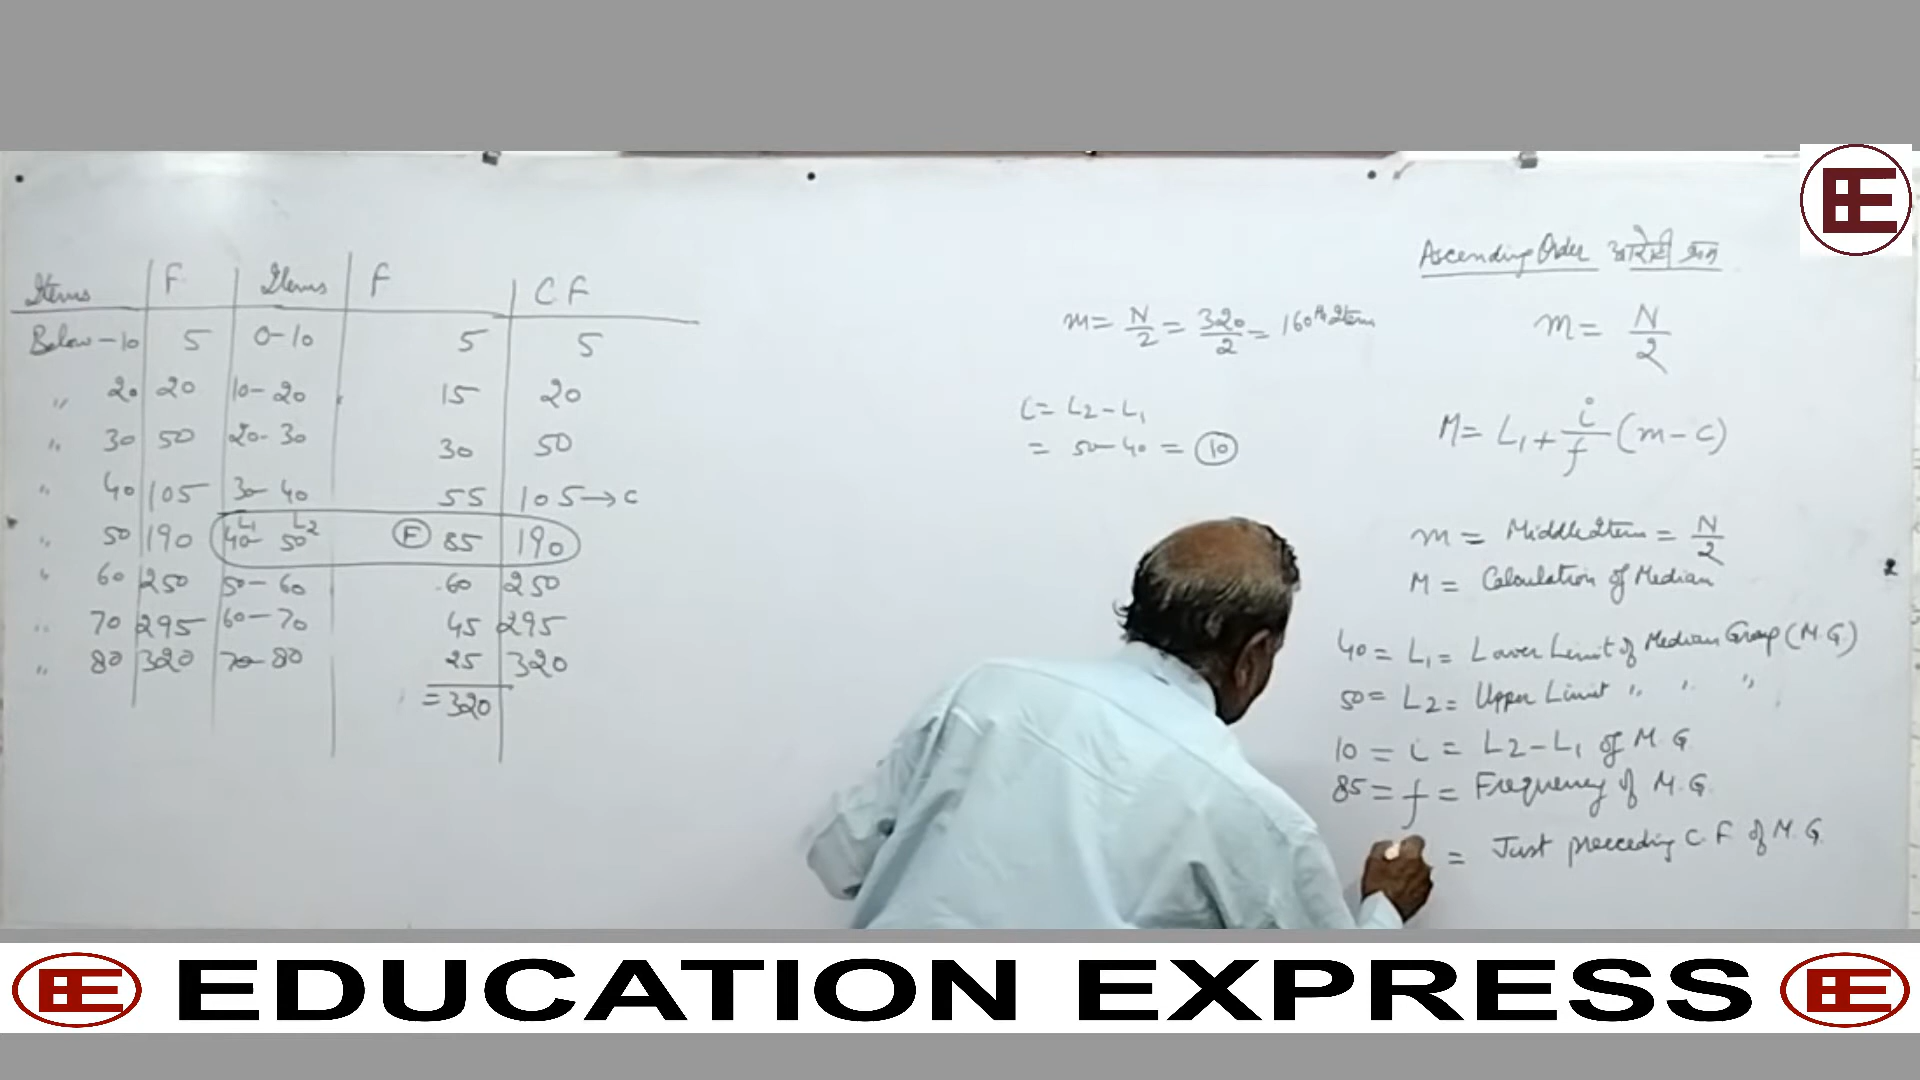 Items F Items F C F
Below-10 5 0-10 5 5
" 20 20 10-20 15 20
" 30 50 20-30 30 50
" 40 105 30-40 55 105→C
L1 L2
" 50 190 40-50 F 85 190
" 60 250 50-60 60 250
" 70 295 60-70 45 295
" 80 320 70-80 25 320
=320
m = N/2 = 320/2 = 160th Item
i = L2-L1
= 50-40 = 10
Ascending Order
m = N/2
M = L1 + i/f (m-c)
m = Middle Item = N/2
M = Calculation of Median
40 = L1 = Lower Limit of Median Group (M.G)
50 = L2 = Upper Limit " " "
10 = i = L2-L1 of M.G
85 = f = Frequency of M.G.
= Just preceding C.F of M.G.
EE
EE EDUCATION EXPRESS EE